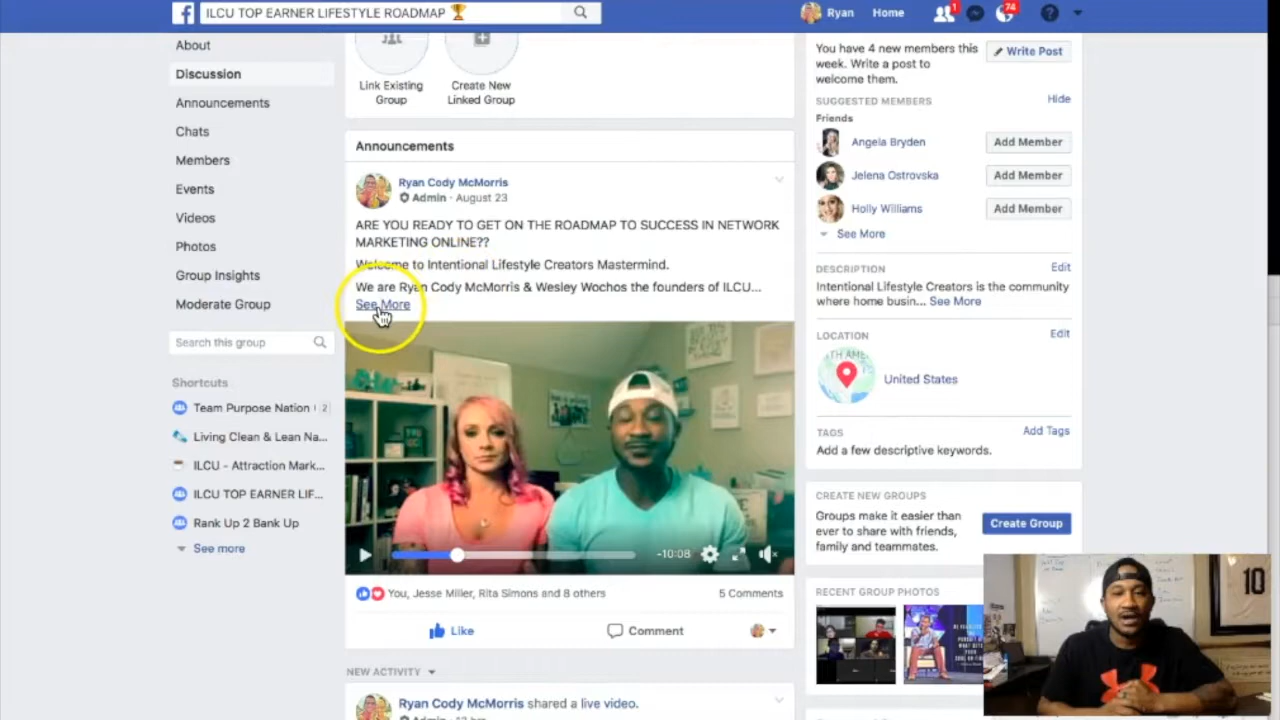 ILCU TOP EARNER LIFESTYLE ROADMAP 🏆
Ryan
Home
1
74
About
Discussion
Announcements
Chats
Members
Events
Videos
Photos
Group Insights
Moderate Group
Search this group
Shortcuts
Team Purpose Nation
2
Living Clean & Lean Na...
ILCU - Attraction Mark...
ILCU TOP EARNER LIF...
Rank Up 2 Bank Up
See more
Link Existing
Group
Create New
Linked Group
Announcements
Ryan Cody McMorris
Admin · August 23
ARE YOU READY TO GET ON THE ROADMAP TO SUCCESS IN NETWORK
MARKETING ONLINE??
Welcome to Intentional Lifestyle Creators Mastermind.
We are Ryan Cody McMorris & Wesley Wochos the founders of ILCU...
See More
-10:08
You, Jesse Miller, Rita Simons and 8 others
5 Comments
Like
Comment
NEW ACTIVITY
Ryan Cody McMorris shared a live video.
You have 4 new members this
week. Write a post to
welcome them.
Write Post
SUGGESTED MEMBERS
Hide
Friends
Angela Bryden
Add Member
Jelena Ostrovska
Add Member
Holly Williams
Add Member
See More
DESCRIPTION
Edit
Intentional Lifestyle Creators is the community
where home busin... See More
LOCATION
Edit
United States
TAGS
Add Tags
Add a few descriptive keywords.
CREATE NEW GROUPS
Groups make it easier than
ever to share with friends,
family and teammates.
Create Group
RECENT GROUP PHOTOS
10